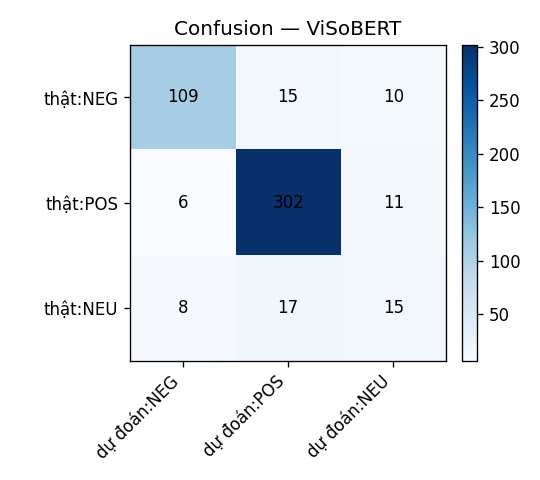 Confusion — ViSoBERT
thật:NEG 109 15 10
thật:POS 6 302 11
thật:NEU 8 17 15
dự đoán:NEG dự đoán:POS dự đoán:NEU
300
250
200
150
100
50